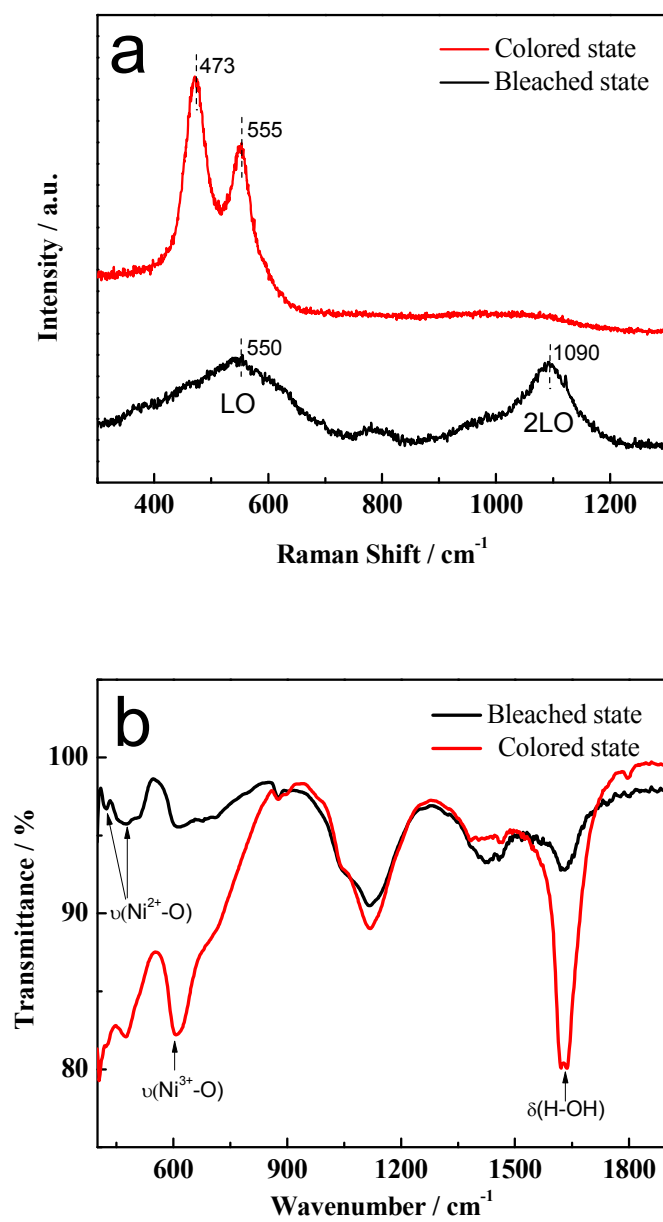 a
Colored state
Bleached state
473
555
550
1090
LO
2LO
Intensity / a.u.
400 600 800 1000 1200
Raman Shift / cm⁻¹
b
Bleached state
Colored state
100
90
80
υ(Ni²⁺-O)
υ(Ni³⁺-O)
δ(H-OH)
Transmittance / %
600 900 1200 1500 1800
Wavenumber / cm⁻¹